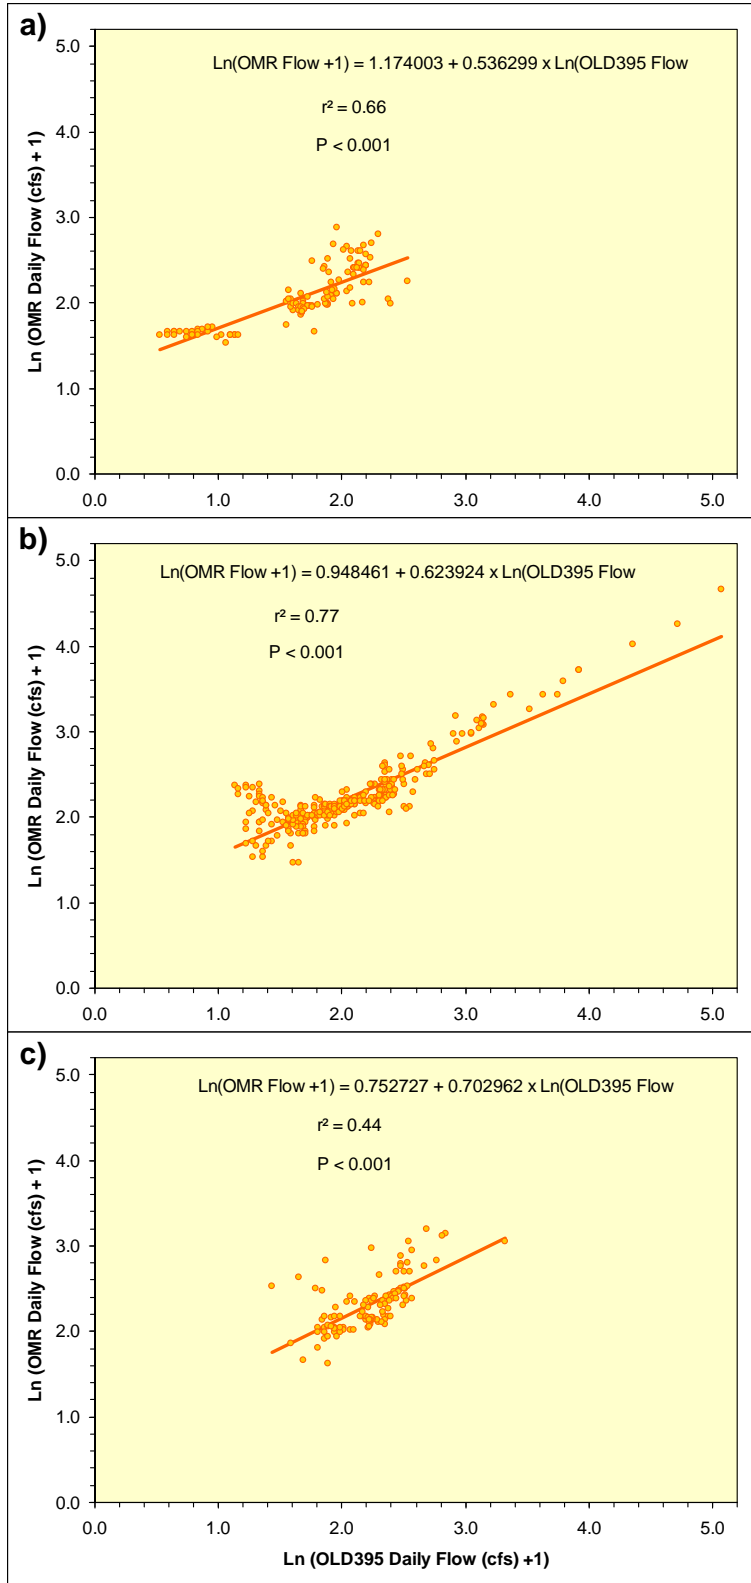 a)
5.0
Ln(OMR Flow +1) = 1.174003 + 0.536299 x Ln(OLD395 Flow
r² = 0.66
P < 0.001
4.0
3.0
2.0
1.0
0.0
Ln (OMR Daily Flow (cfs) + 1)
0.0 1.0 2.0 3.0 4.0 5.0
b)
5.0
Ln(OMR Flow +1) = 0.948461 + 0.623924 x Ln(OLD395 Flow
r² = 0.77
P < 0.001
4.0
3.0
2.0
1.0
0.0
Ln (OMR Daily Flow (cfs) + 1)
0.0 1.0 2.0 3.0 4.0 5.0
c)
5.0
Ln(OMR Flow +1) = 0.752727 + 0.702962 x Ln(OLD395 Flow
r² = 0.44
P < 0.001
4.0
3.0
2.0
1.0
0.0
Ln (OMR Daily Flow (cfs) + 1)
0.0 1.0 2.0 3.0 4.0 5.0
Ln (OLD395 Daily Flow (cfs) +1)